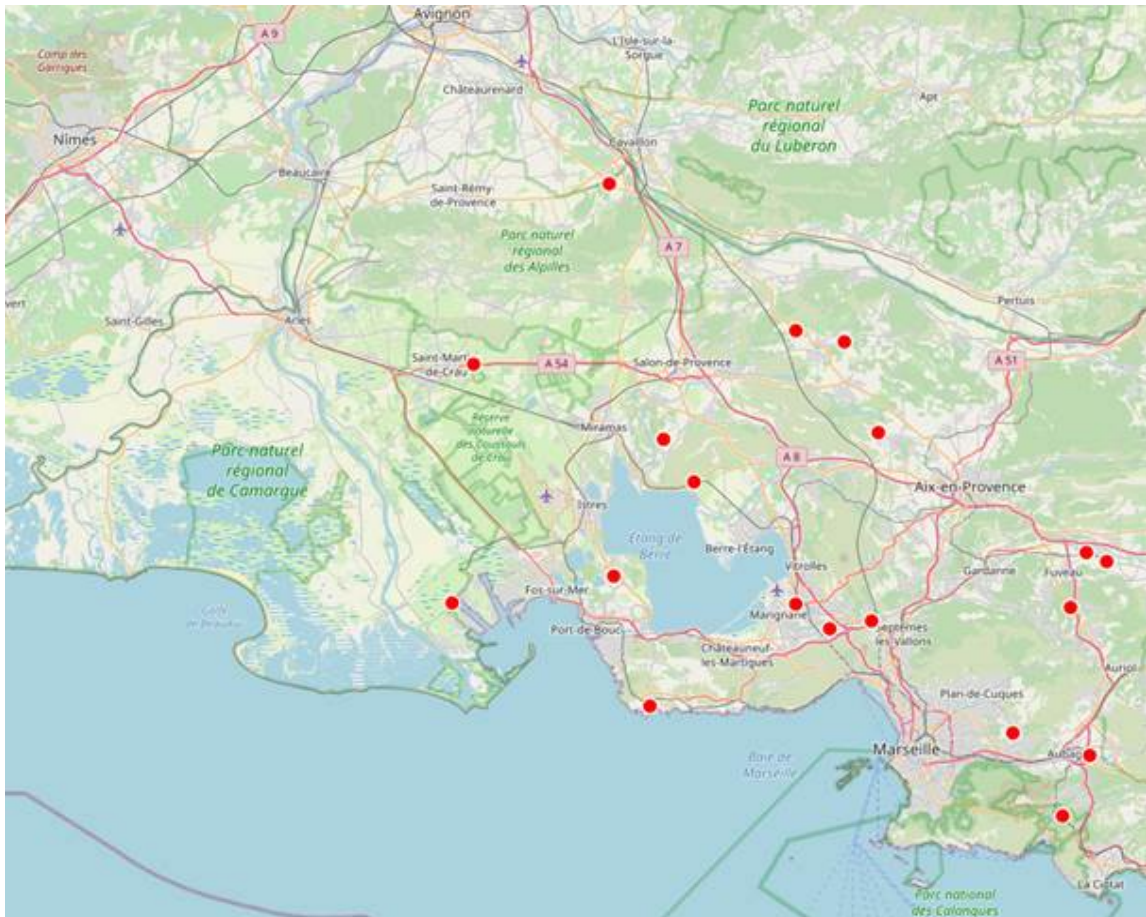 Avignon
A 9
L'Isle-sur-la-
Sorgue
Camp des
Garrigues
Châteaurenard
Apt
Parc naturel
régional
du Luberon
Nîmes
Cavaillon
Beaucaire
Saint-Rémy
-de-Provence
Parc naturel
régional
des Alpilles
A 7
vert
Saint-Gilles
Arles
Pertuis
Saint-Mart
de-Crau
A 54
Salon-de-Provence
A 51
Réserve
naturelle
des Coussouls
de Crau
Miramas
Parc naturel
régional
de Camargue
A 8
Aix-en-Provence
Istres
Étang de
Berre
Berre-l'Étang
Vitrolles
Gardanne
Fuveau
Fos-sur-Mer
Marignane
Port-de-Bouc
Septèmes
-les-Vallons
Châteauneuf-
les-Martigues
Auriol
Plan-de-Cuques
Marseille
Aubag
Baie de
Marseille
La Ciotat
Parc national
des Calanques